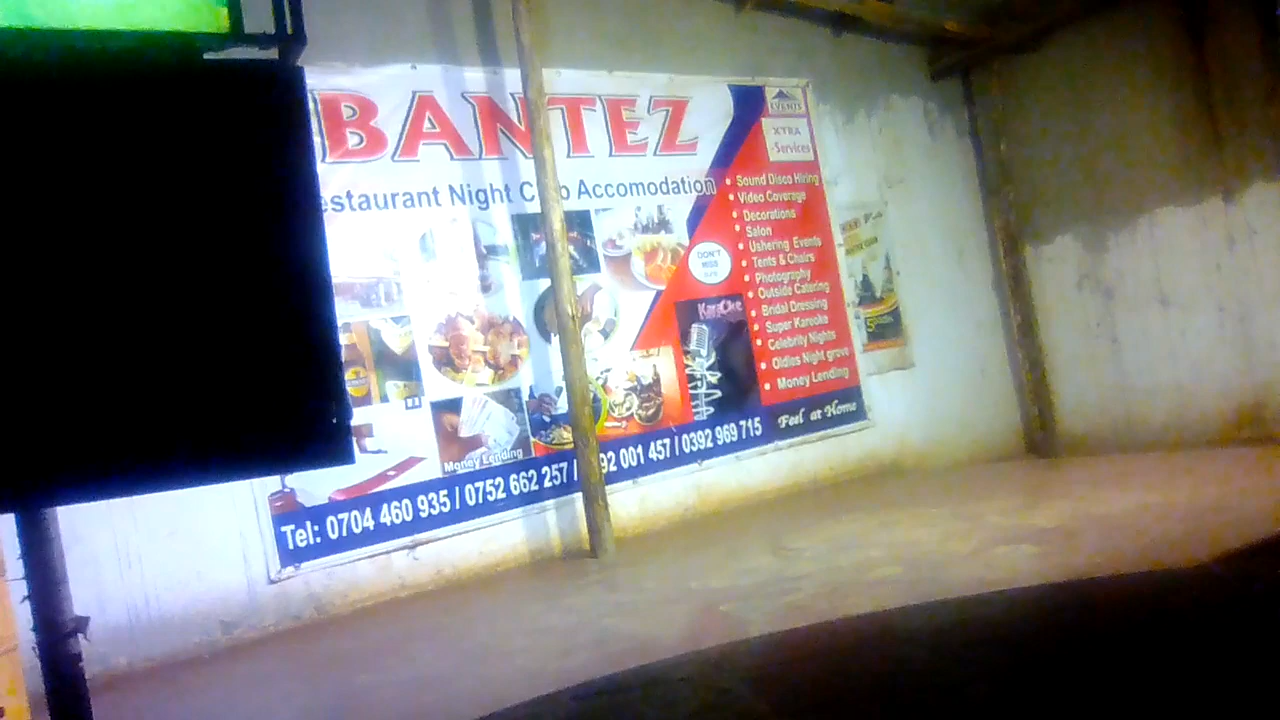 BANTEZ
estaurant Night C b Accomodation
EVENTS
XTRA
-Services
• Sound Disco Hiring
• Video Coverage
• Decorations
• Salon
• Ushering Events
• Tents & Chairs
• Photography
• Outside Catering
• Bridal Dressing
• Super Karaoke
• Celebrity Nights
• Oldies Night grove
• Money Lending
DON'T
MISS
KaraOke
Money Lending
Tel: 0704 460 935 / 0752 662 257 / 92 001 457 / 0392 969 715
Feel at Home